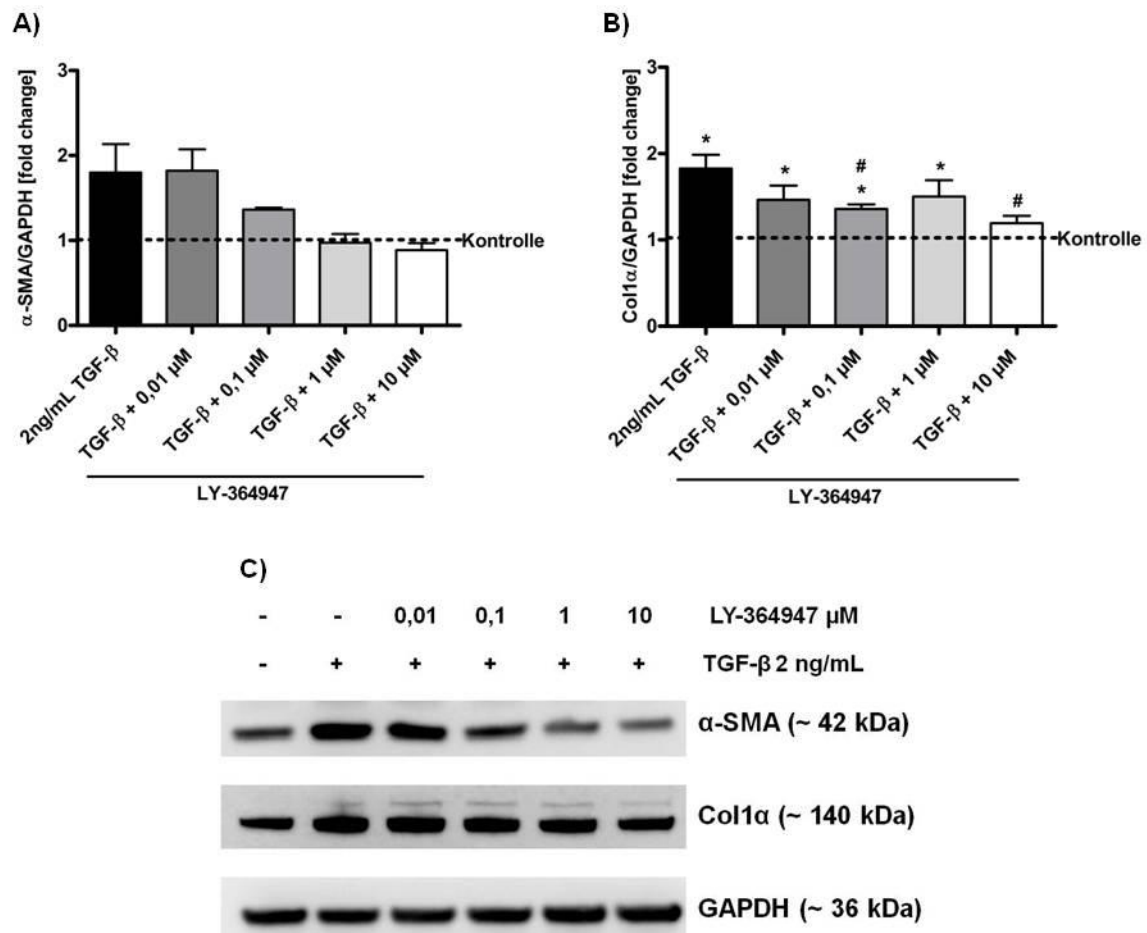 A)
α-SMA/GAPDH [fold change]
3
2
1
0
Kontrolle
2ng/mL TGF-β
TGF-β + 0,01 µM
TGF-β + 0,1 µM
TGF-β + 1 µM
TGF-β + 10 µM
LY-364947
B)
Col1α/GAPDH [fold change]
3
2
1
0
*
*
#
*
*
#
Kontrolle
2ng/mL TGF-β
TGF-β + 0,01 µM
TGF-β + 0,1 µM
TGF-β + 1 µM
TGF-β + 10 µM
LY-364947
C)
- - 0,01 0,1 1 10 LY-364947 µM
- + + + + + TGF-β 2 ng/mL
α-SMA (~ 42 kDa)
Col1α (~ 140 kDa)
GAPDH (~ 36 kDa)